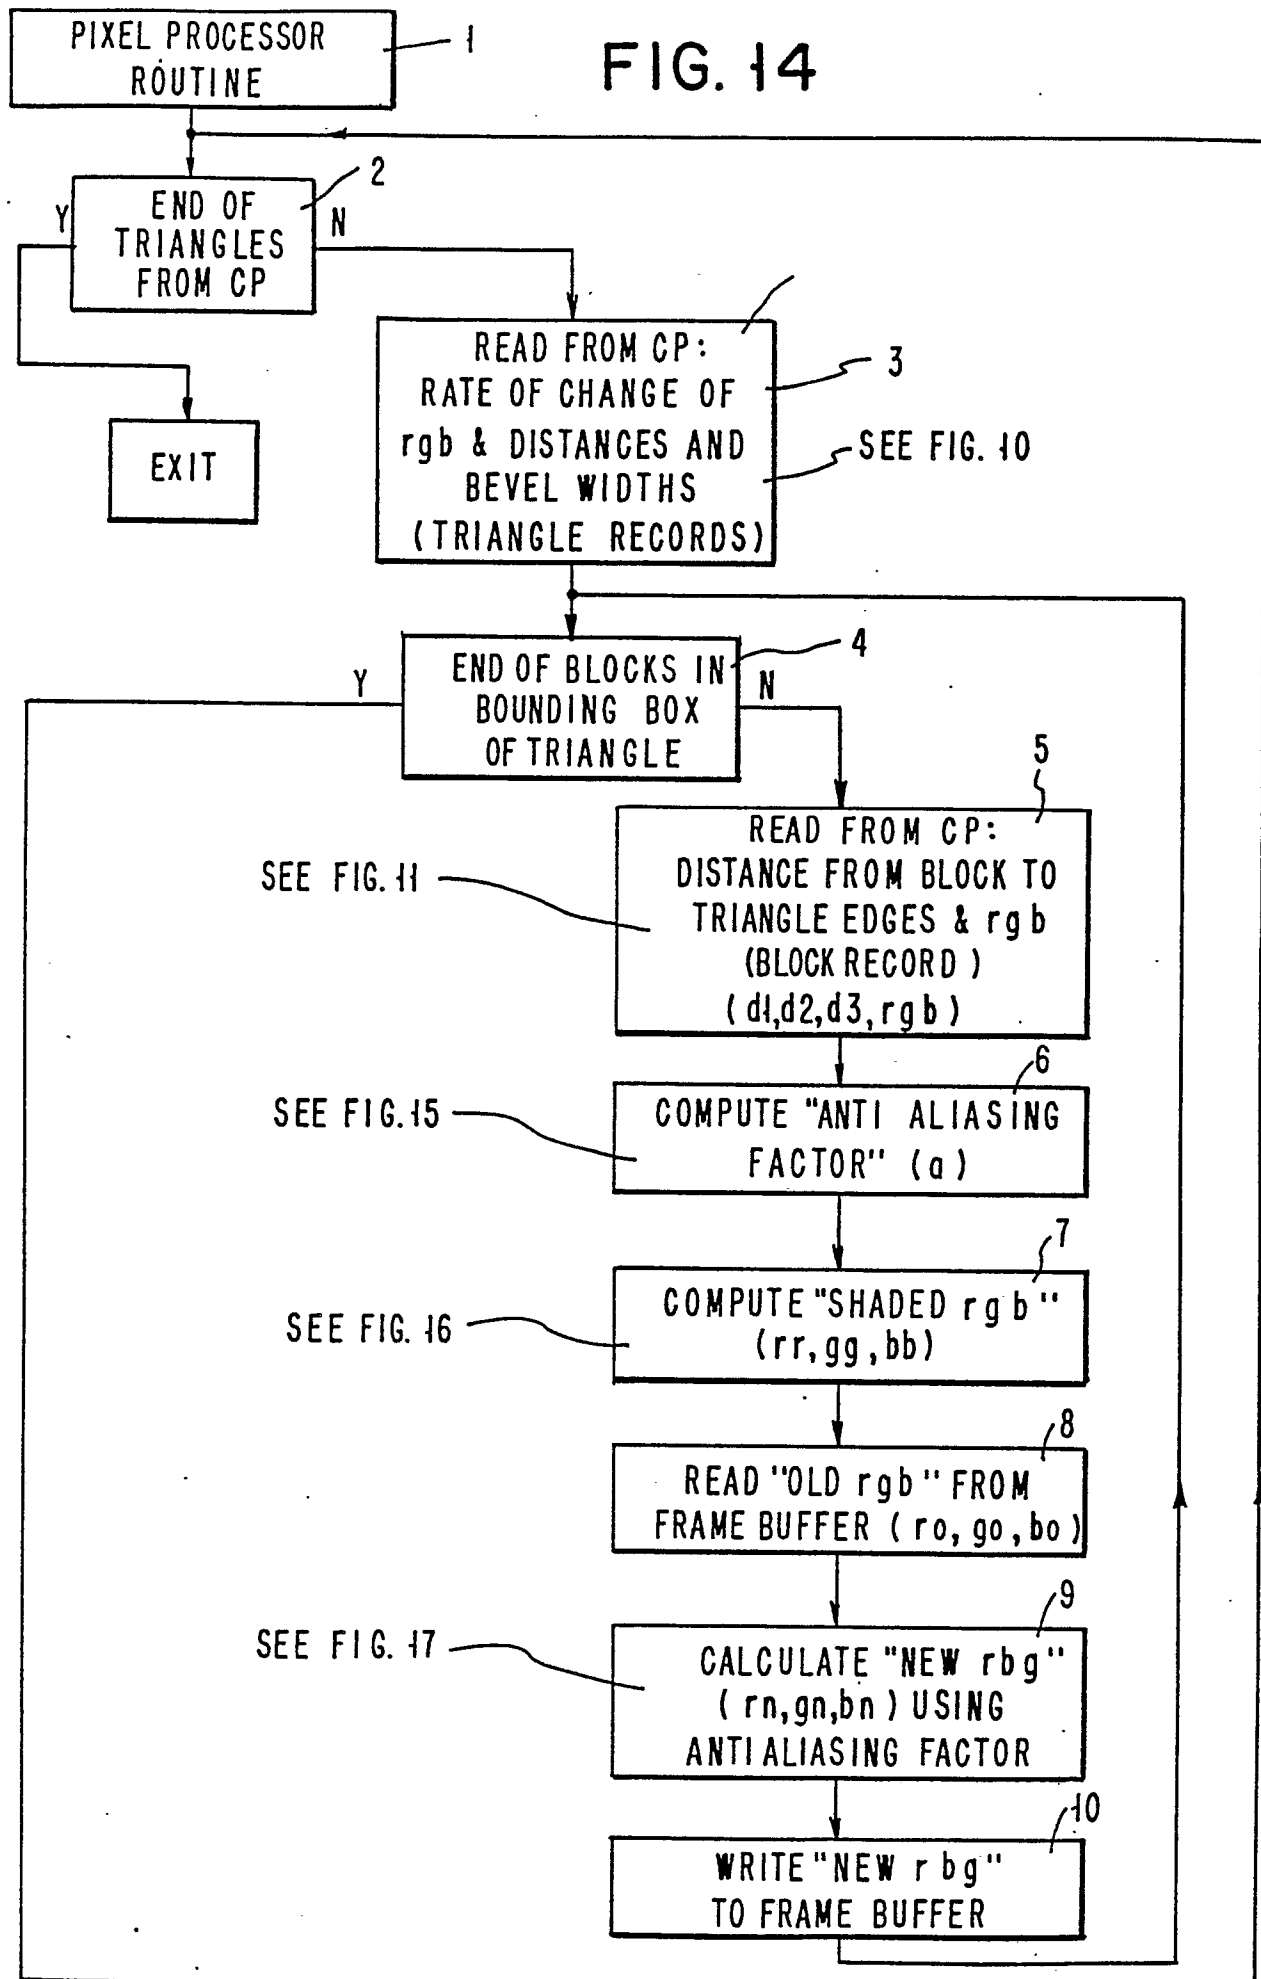 FIG. 14
PIXEL PROCESSOR
ROUTINE
1
END OF
TRIANGLES
FROM CP
2
Y
N
EXIT
READ FROM CP:
RATE OF CHANGE OF
rgb & DISTANCES AND
BEVEL WIDTHS
(TRIANGLE RECORDS)
3
SEE FIG. 10
END OF BLOCKS IN
BOUNDING BOX
OF TRIANGLE
4
Y
N
5
READ FROM CP:
DISTANCE FROM BLOCK TO
TRIANGLE EDGES & rgb
(BLOCK RECORD)
(d1,d2,d3,rgb)
SEE FIG. 11
6
COMPUTE "ANTI ALIASING
FACTOR" (a)
SEE FIG. 15
7
COMPUTE "SHADED rgb"
(rr,gg,bb)
SEE FIG. 16
8
READ "OLD rgb" FROM
FRAME BUFFER (ro,go,bo)
9
CALCULATE "NEW rbg"
(rn,gn,bn) USING
ANTIALIASING FACTOR
SEE FIG. 17
10
WRITE "NEW rbg"
TO FRAME BUFFER